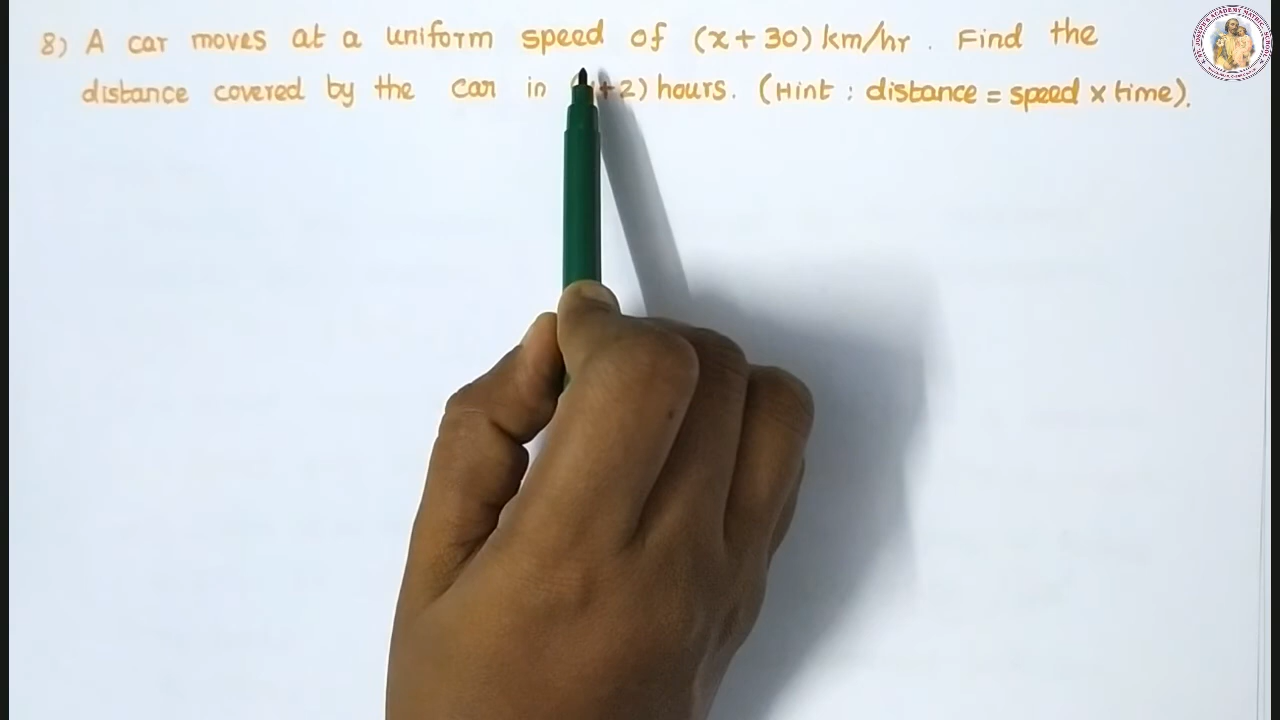 8) A car moves at a uniform speed of (x + 30) km/hr. Find the
distance covered by the car in + 2) hours. (Hint : distance = speed × time).